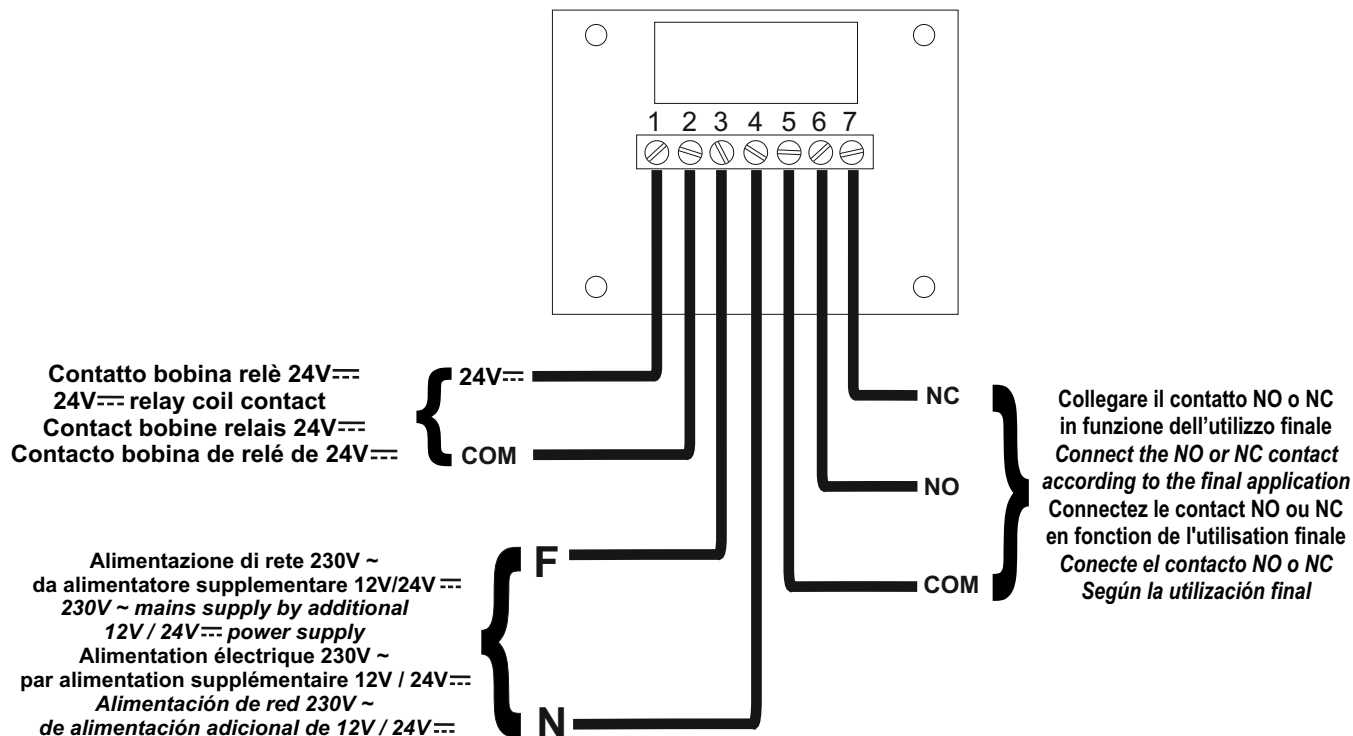 1 2 3 4 5 6 7
Contatto bobina relè 24V⎓
24V⎓ relay coil contact
Contact bobine relais 24V⎓
Contacto bobina de relé de 24V⎓
24V⎓
COM
Alimentazione di rete 230V ~
da alimentatore supplementare 12V/24V ⎓
230V ~ mains supply by additional
12V / 24V⎓ power supply
Alimentation électrique 230V ~
par alimentation supplémentaire 12V / 24V⎓
Alimentación de red 230V ~
de alimentación adicional de 12V / 24V⎓
F
N
NC
NO
COM
Collegare il contatto NO o NC
in funzione dell’utilizzo finale
Connect the NO or NC contact
according to the final application
Connectez le contact NO ou NC
en fonction de l'utilisation finale
Conecte el contacto NO o NC
Según la utilización final